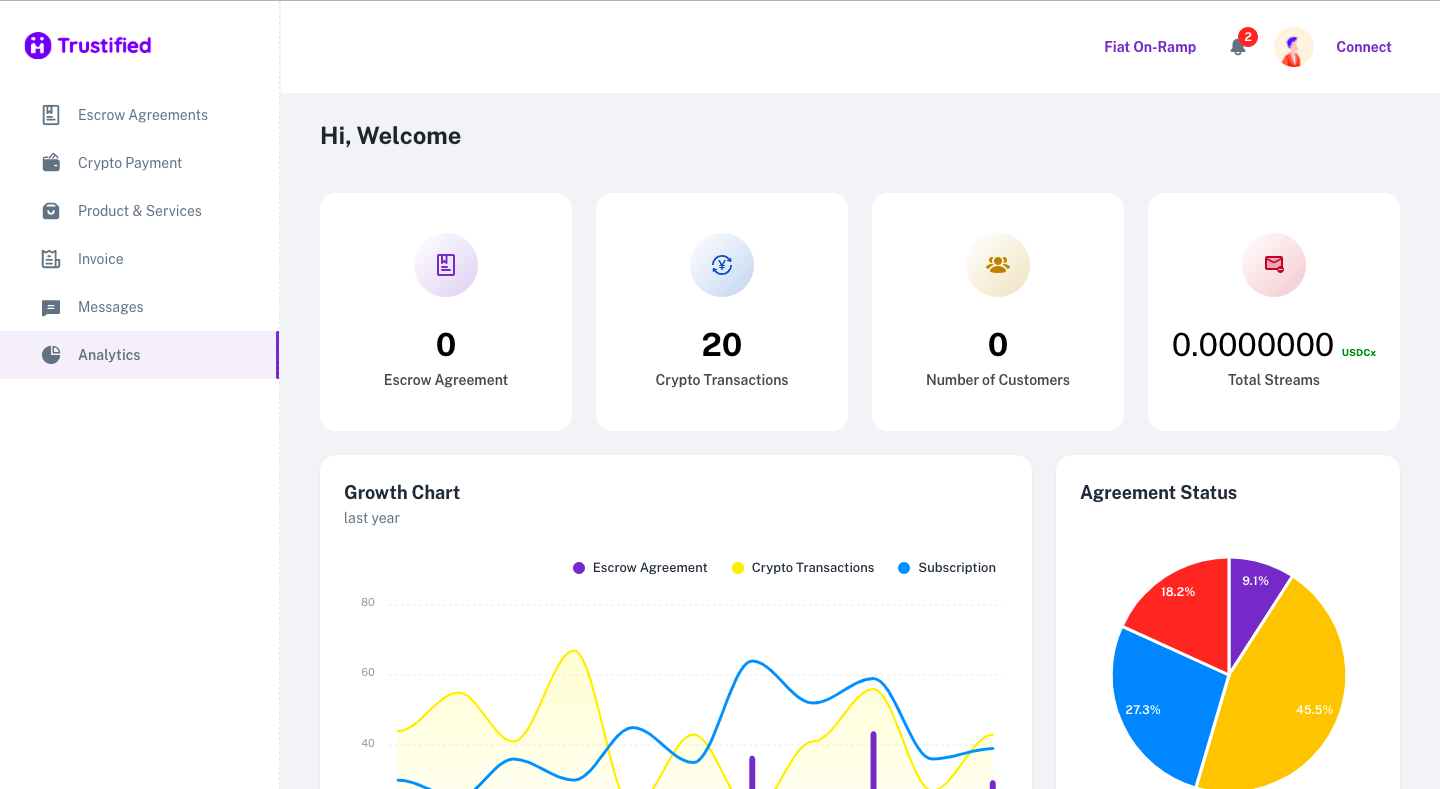 Trustified
Fiat On-Ramp
2
Connect
Escrow Agreements
Crypto Payment
Product & Services
Invoice
Messages
Analytics
Hi, Welcome
0
Escrow Agreement
20
Crypto Transactions
0
Number of Customers
0.0000000 USDCx
Total Streams
Growth Chart
last year
Escrow Agreement
Crypto Transactions
Subscription
80
60
40
Agreement Status
9.1%
18.2%
27.3%
45.5%